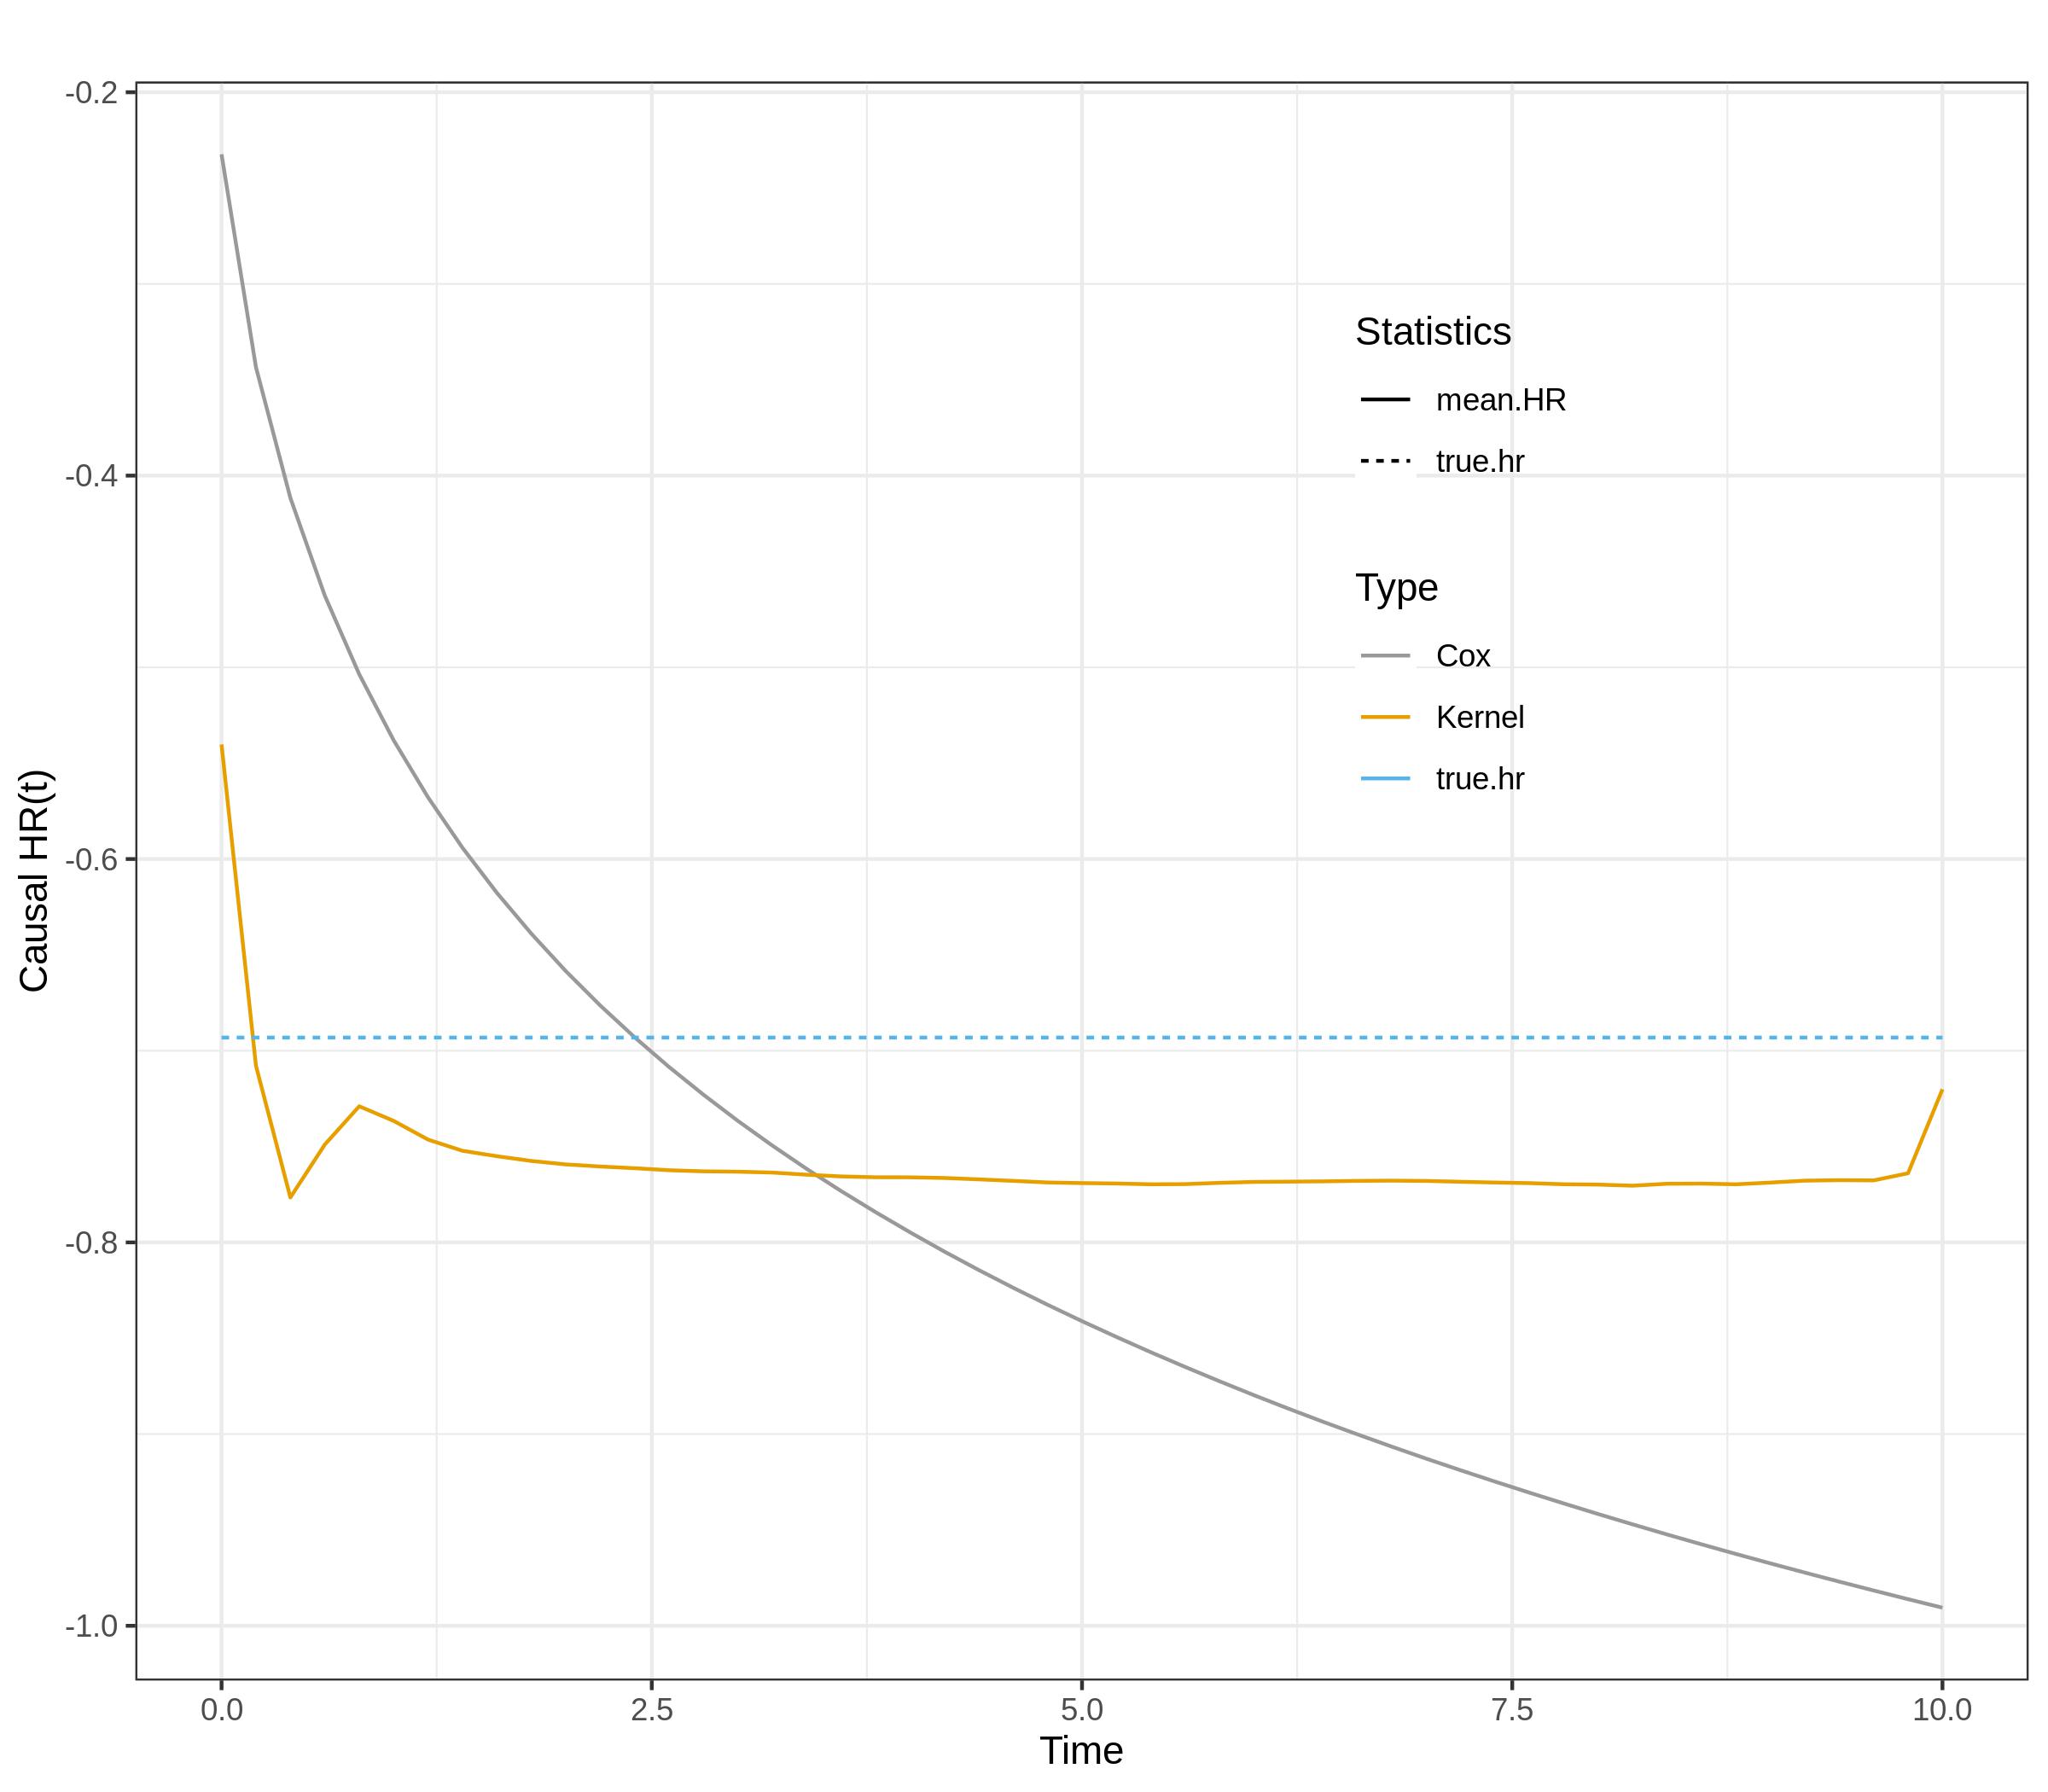 Causal HR(t)
-0.2
-0.4
-0.6
-0.8
-1.0
Statistics
mean.HR
true.hr
Type
Cox
Kernel
true.hr
0.0 2.5 5.0 7.5 10.0
Time